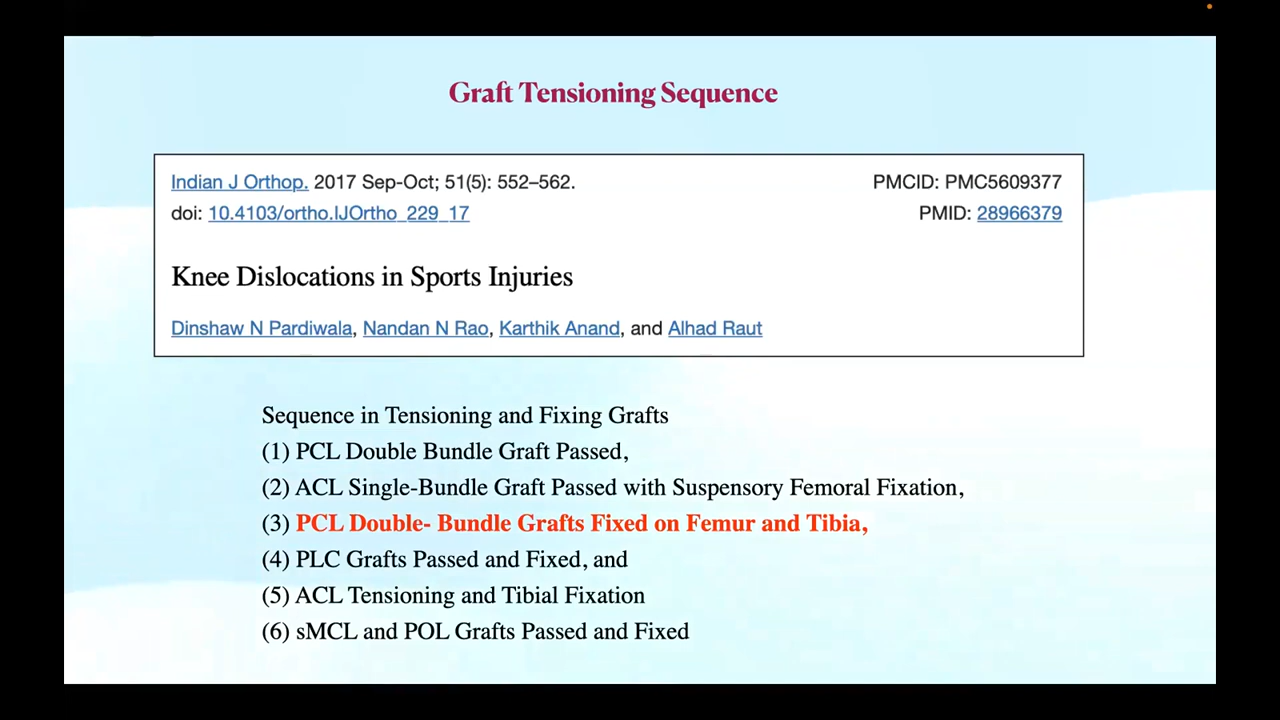 Graft Tensioning Sequence
Indian J Orthop. 2017 Sep-Oct; 51(5): 552–562.
PMCID: PMC5609377
doi: 10.4103/ortho.IJOrtho_229_17
PMID: 28966379
Knee Dislocations in Sports Injuries
Dinshaw N Pardiwala, Nandan N Rao, Karthik Anand, and Alhad Raut
Sequence in Tensioning and Fixing Grafts
(1) PCL Double Bundle Graft Passed,
(2) ACL Single-Bundle Graft Passed with Suspensory Femoral Fixation,
(3) PCL Double- Bundle Grafts Fixed on Femur and Tibia,
(4) PLC Grafts Passed and Fixed, and
(5) ACL Tensioning and Tibial Fixation
(6) sMCL and POL Grafts Passed and Fixed